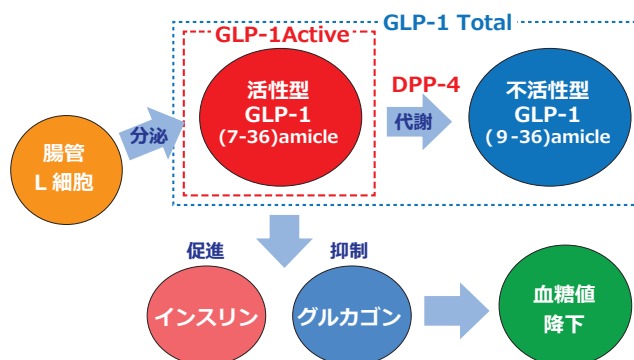 GLP-1 Total
GLP-1Active
活性型
GLP-1
(7-36)amicle
DPP-4
代謝
不活性型
GLP-1
(9-36)amicle
分泌
腸管
L 細胞
促進
抑制
インスリン
グルカゴン
血糖値
降下